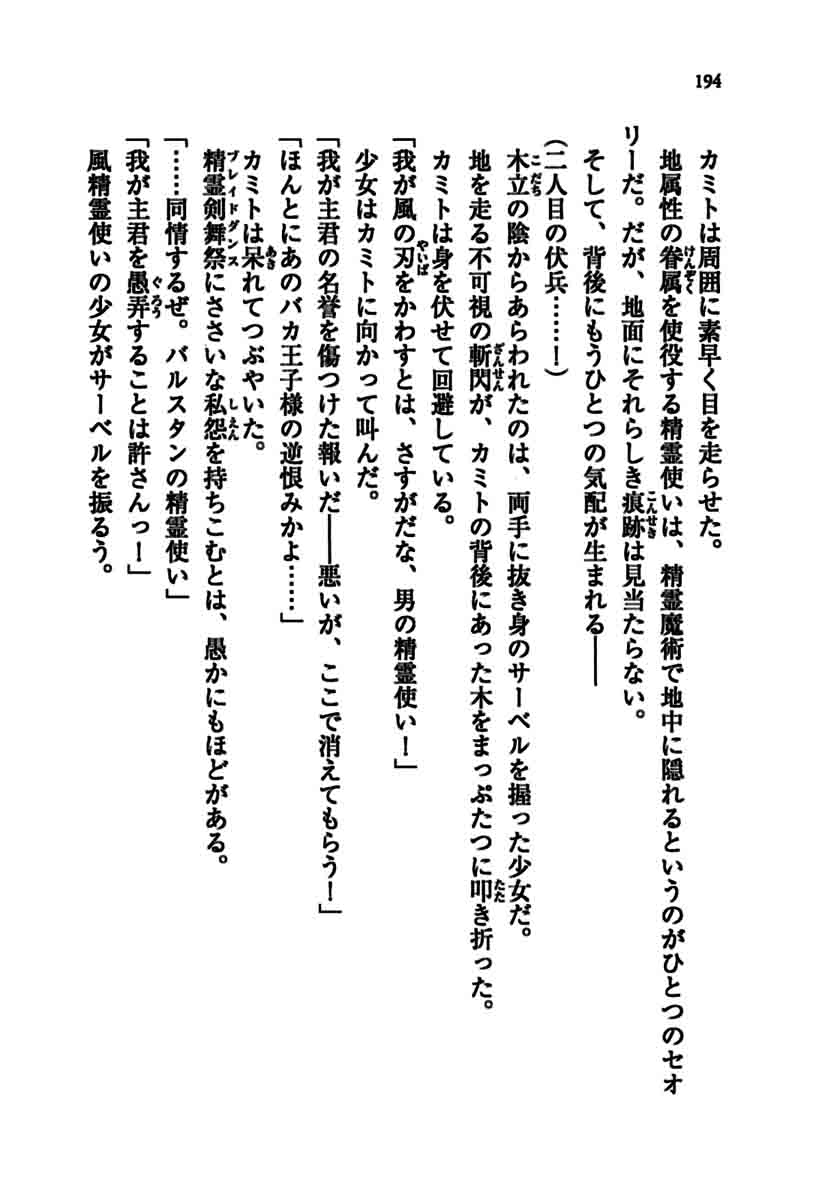 194
カミトは周囲に素早く目を走らせた。
地属性の眷属を使役する精霊使いは、精霊魔術で地中に隠れるというのがひとつのセオ
リーだ。だが、地面にそれらしき痕跡は見当たらない。
そして、背後にもうひとつの気配が生まれる――
(二人目の伏兵……！)
木立の陰からあらわれたのは、両手に抜き身のサーベルを握った少女だ。
地を走る不可視の斬閃が、カミトの背後にあった木をまっぷたつに叩き折った。
カミトは身を伏せて回避している。
「我が風の刃をかわすとは、さすがだな、男の精霊使い！」
少女はカミトに向かって叫んだ。
「我が主君の名誉を傷つけた報いだ――悪いが、ここで消えてもらう！」
「ほんとにあのバカ王子様の逆恨みかよ……」
カミトは呆れてつぶやいた。
精霊剣舞祭にささいな私怨を持ちこむとは、愚かにもほどがある。
「……同情するぜ。バルスタンの精霊使い」
「我が主君を愚弄することは許さんっ！」
風精霊使いの少女がサーベルを振るう。